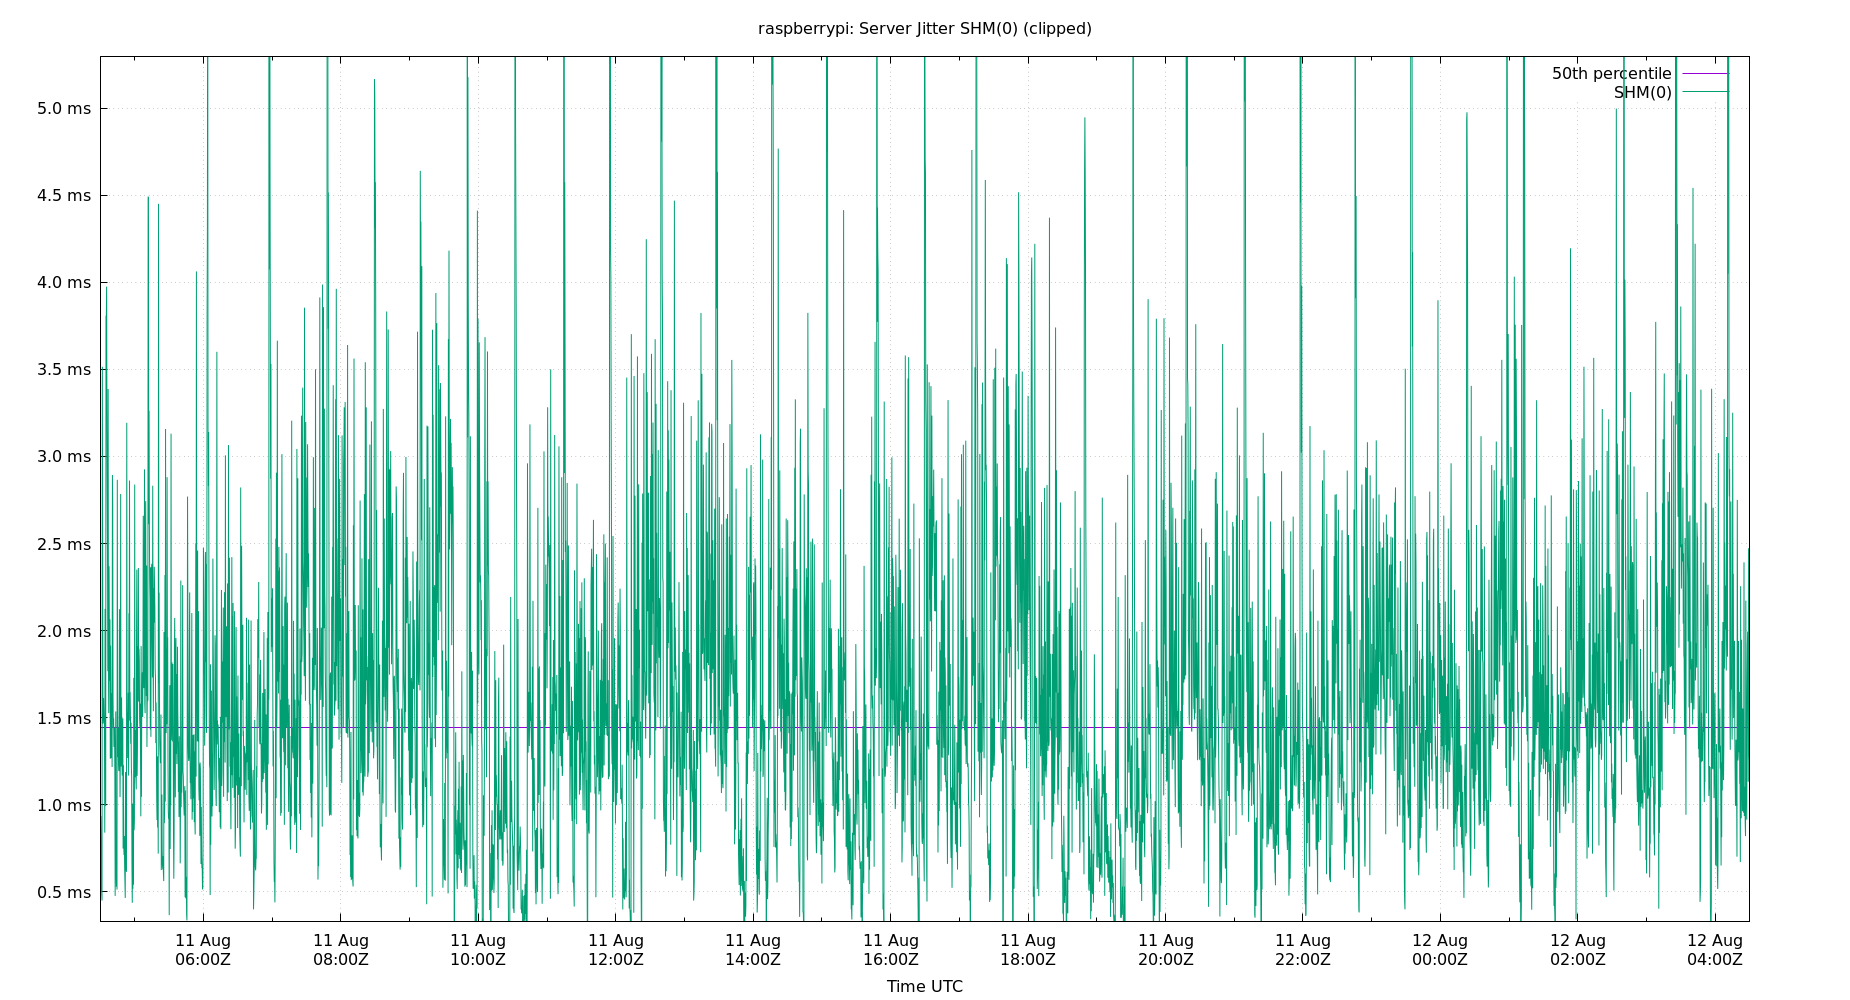 raspberrypi: Server Jitter SHM(0) (clipped)
50th percentile
SHM(0)
5.0 ms
4.5 ms
4.0 ms
3.5 ms
3.0 ms
2.5 ms
2.0 ms
1.5 ms
1.0 ms
0.5 ms
11 Aug 11 Aug 11 Aug 11 Aug 11 Aug 11 Aug 11 Aug 11 Aug 11 Aug 12 Aug 12 Aug 12 Aug
06:00Z 08:00Z 10:00Z 12:00Z 14:00Z 16:00Z 18:00Z 20:00Z 22:00Z 00:00Z 02:00Z 04:00Z
Time UTC